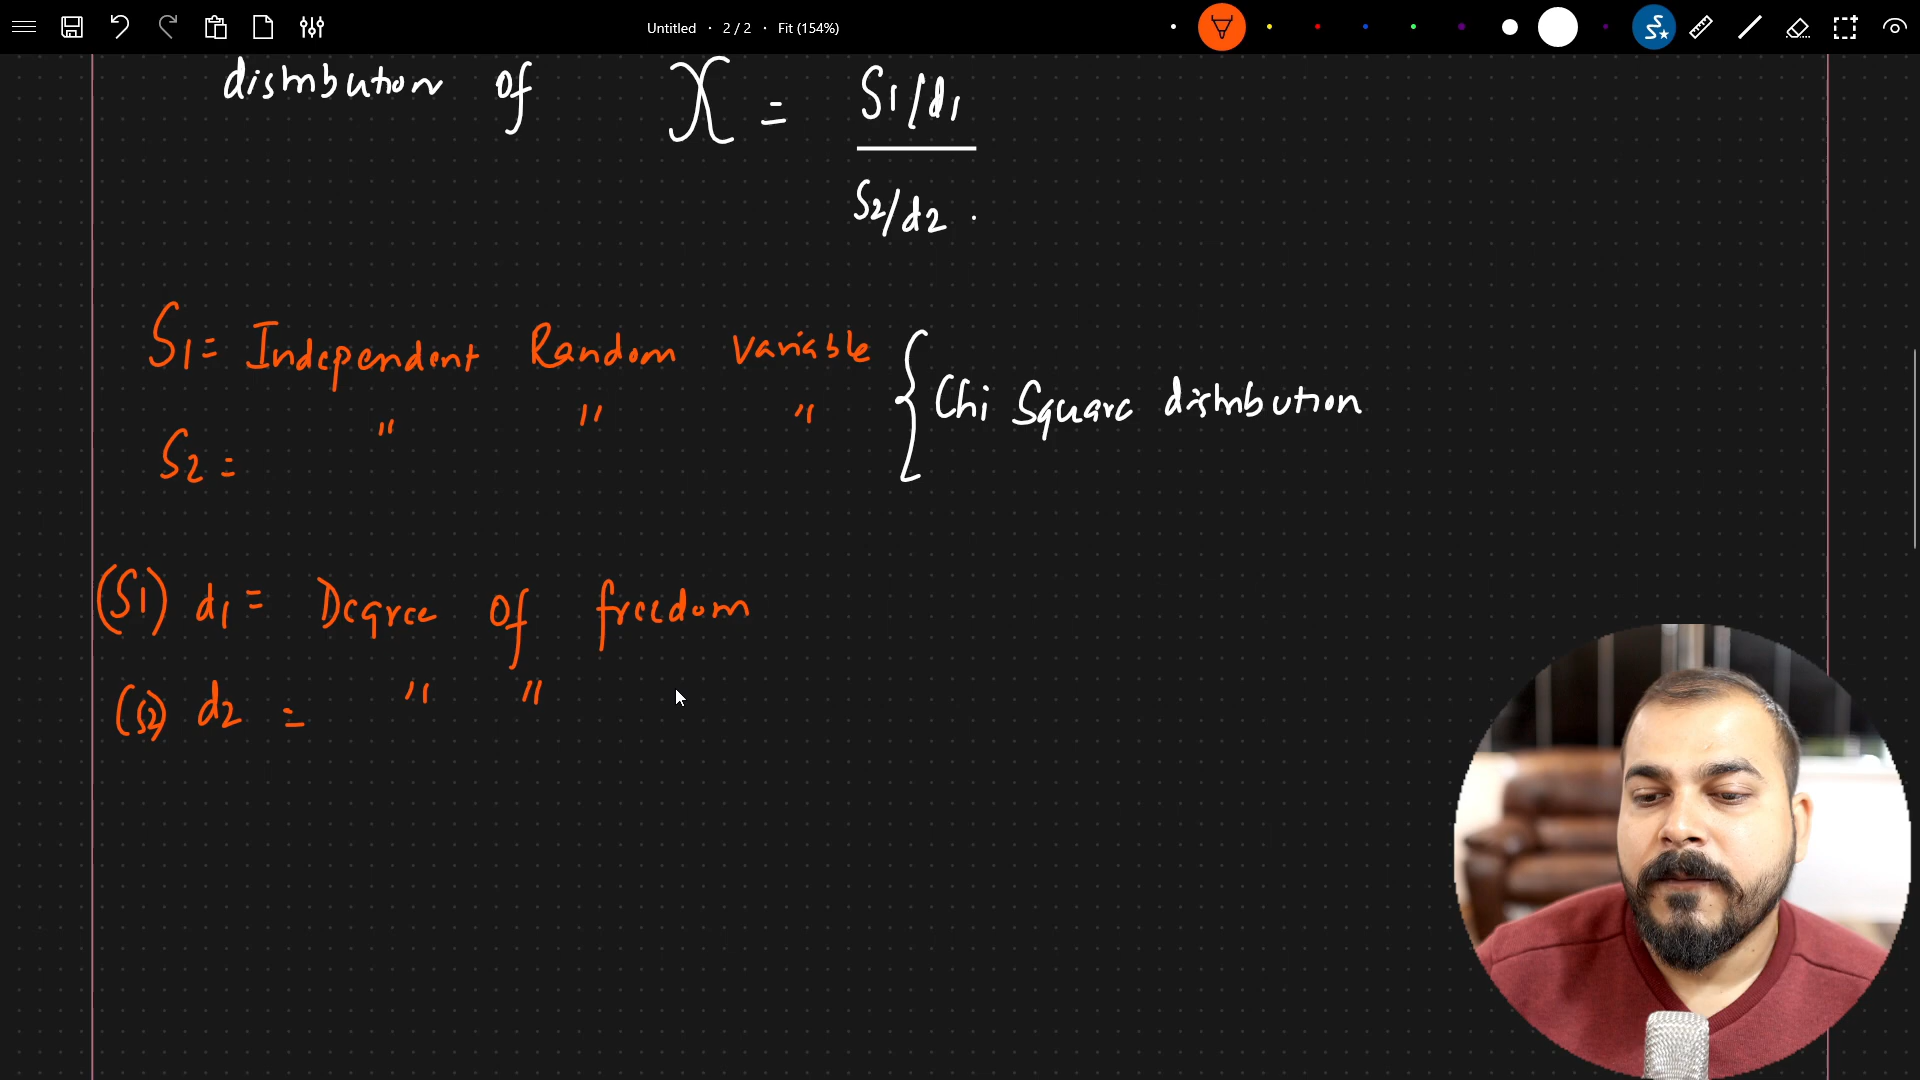 Untitled · 2 / 2 · Fit (154%)
distribution of X = S1/d1
S2/d2 .
S1 = Independent Random variable
Chi Square distribution
S2 = " " "
(S1) d1 = Degree of freedom
(S2) d2 = " "